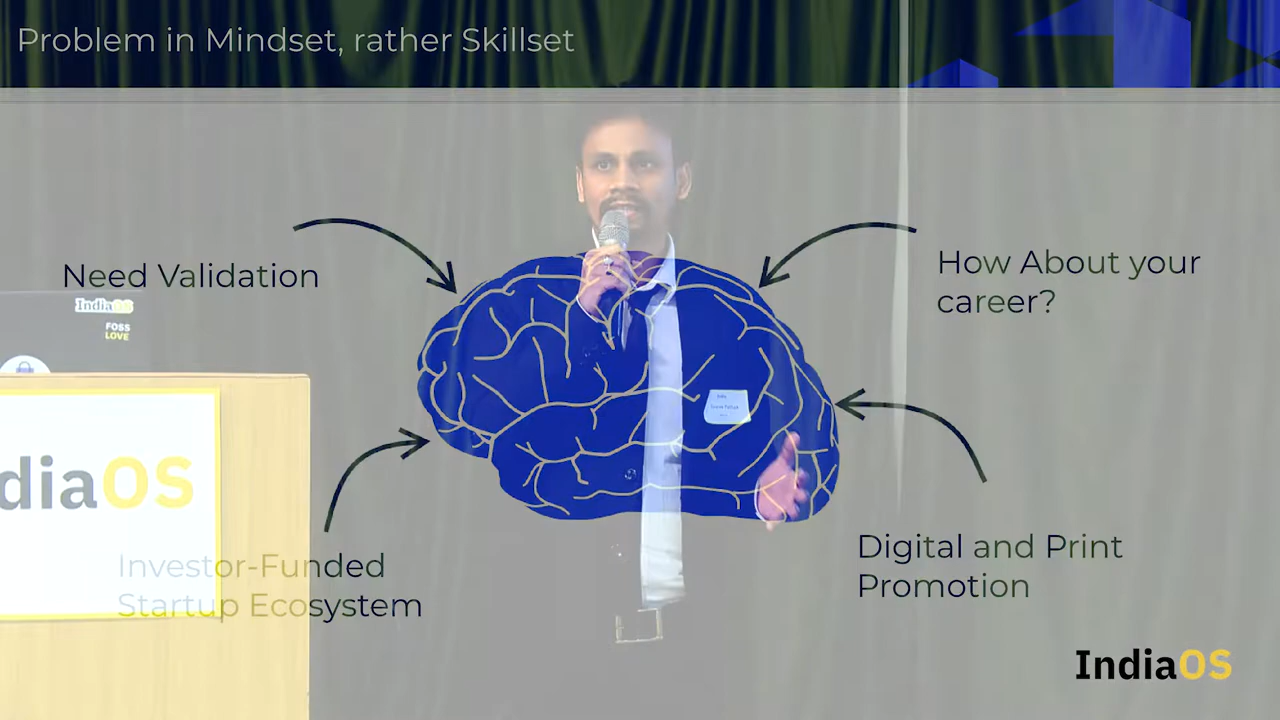 Problem in Mindset, rather Skillset
Need Validation
How About your
career?
IndiaOS
FOSS
LOVE
diaOS
Investor-Funded
Startup Ecosystem
Digital and Print
Promotion
IndiaOS